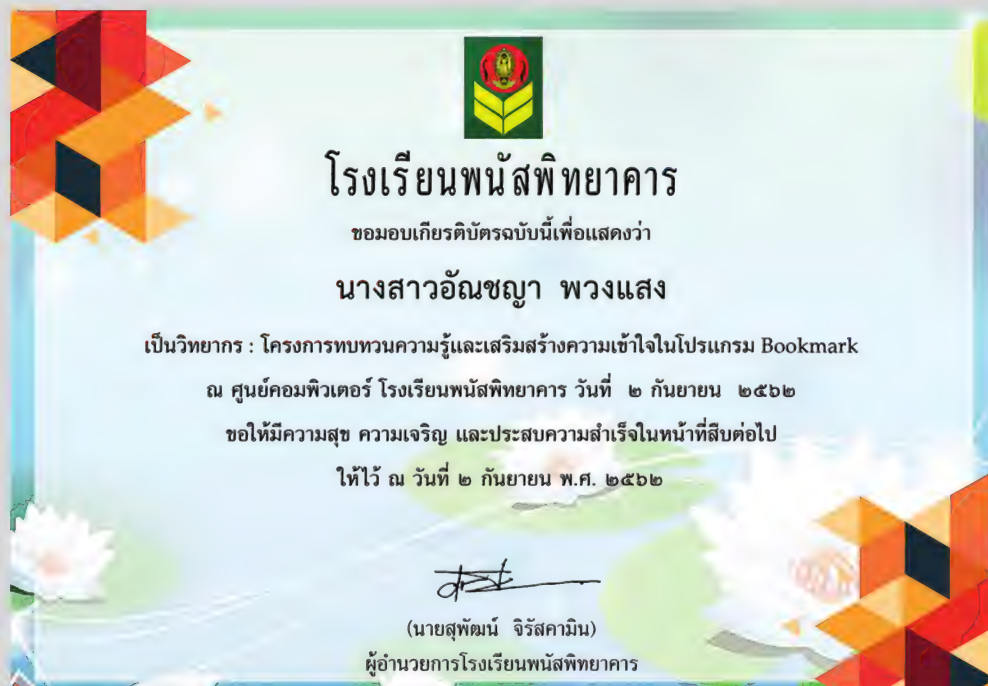 โรงเรียนพนัสพิทยาคาร
ขอมอบเกียรติบัตรฉบับนี้เพื่อแสดงว่า
นางสาวอัณชญา พวงแสง
เป็นวิทยากร : โครงการทบทวนความรู้และเสริมสร้างความเข้าใจในโปรแกรม Bookmark
ณ ศูนย์คอมพิวเตอร์ โรงเรียนพนัสพิทยาคาร วันที่ ๒ กันยายน ๒๕๖๒
ขอให้มีความสุข ความเจริญ และประสบความสำเร็จในหน้าที่สืบต่อไป
ให้ไว้ ณ วันที่ ๒ กันยายน พ.ศ. ๒๕๖๒
(นายสุพัฒน์ จิรัสคามิน)
ผู้อำนวยการโรงเรียนพนัสพิทยาคาร